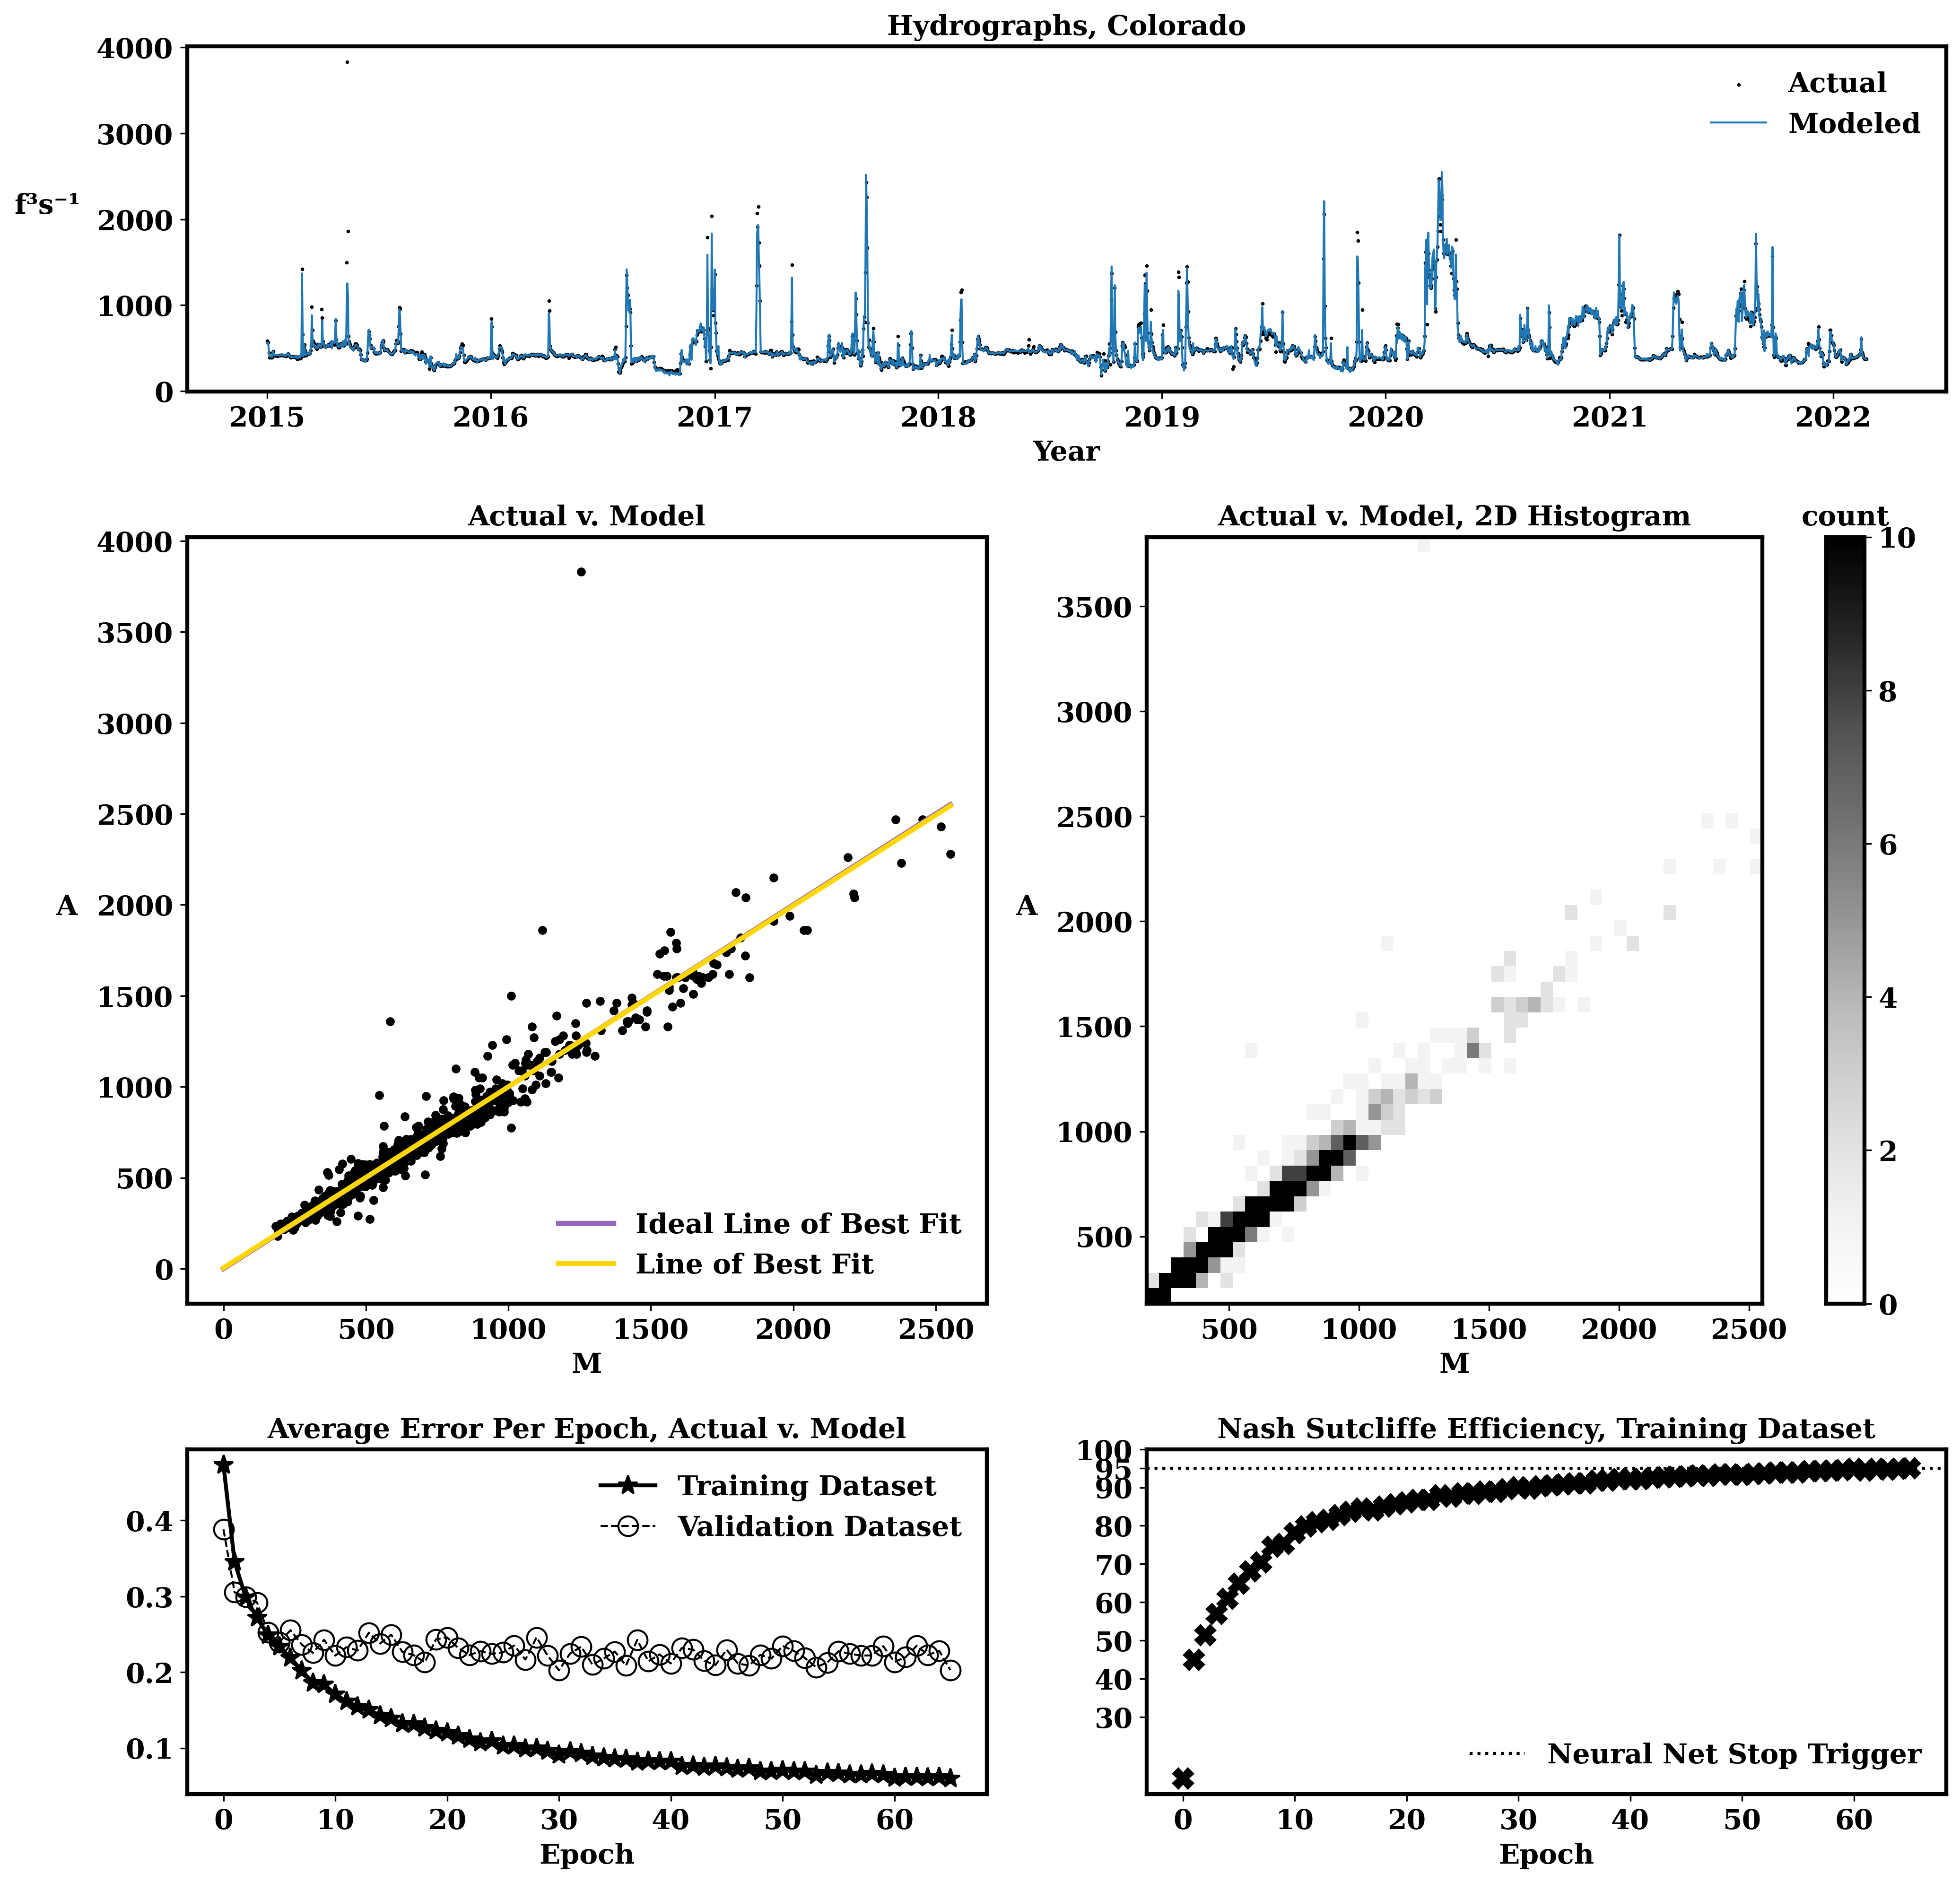 Hydrographs, Colorado
4000
3000
f³s⁻¹ 2000
1000
0
Actual
Modeled
2015 2016 2017 2018 2019 2020 2021 2022
Year
Actual v. Model
4000
3500
3000
2500
A 2000
1500
1000
500
0
Ideal Line of Best Fit
Line of Best Fit
0 500 1000 1500 2000 2500
M
Actual v. Model, 2D Histogram
3500
3000
2500
A 2000
1500
1000
500
500 1000 1500 2000 2500
M
count
10
8
6
4
2
0
Average Error Per Epoch, Actual v. Model
0.4
0.3
0.2
0.1
Training Dataset
Validation Dataset
0 10 20 30 40 50 60
Epoch
Nash Sutcliffe Efficiency, Training Dataset
100
95
90
80
70
60
50
40
30
Neural Net Stop Trigger
0 10 20 30 40 50 60
Epoch